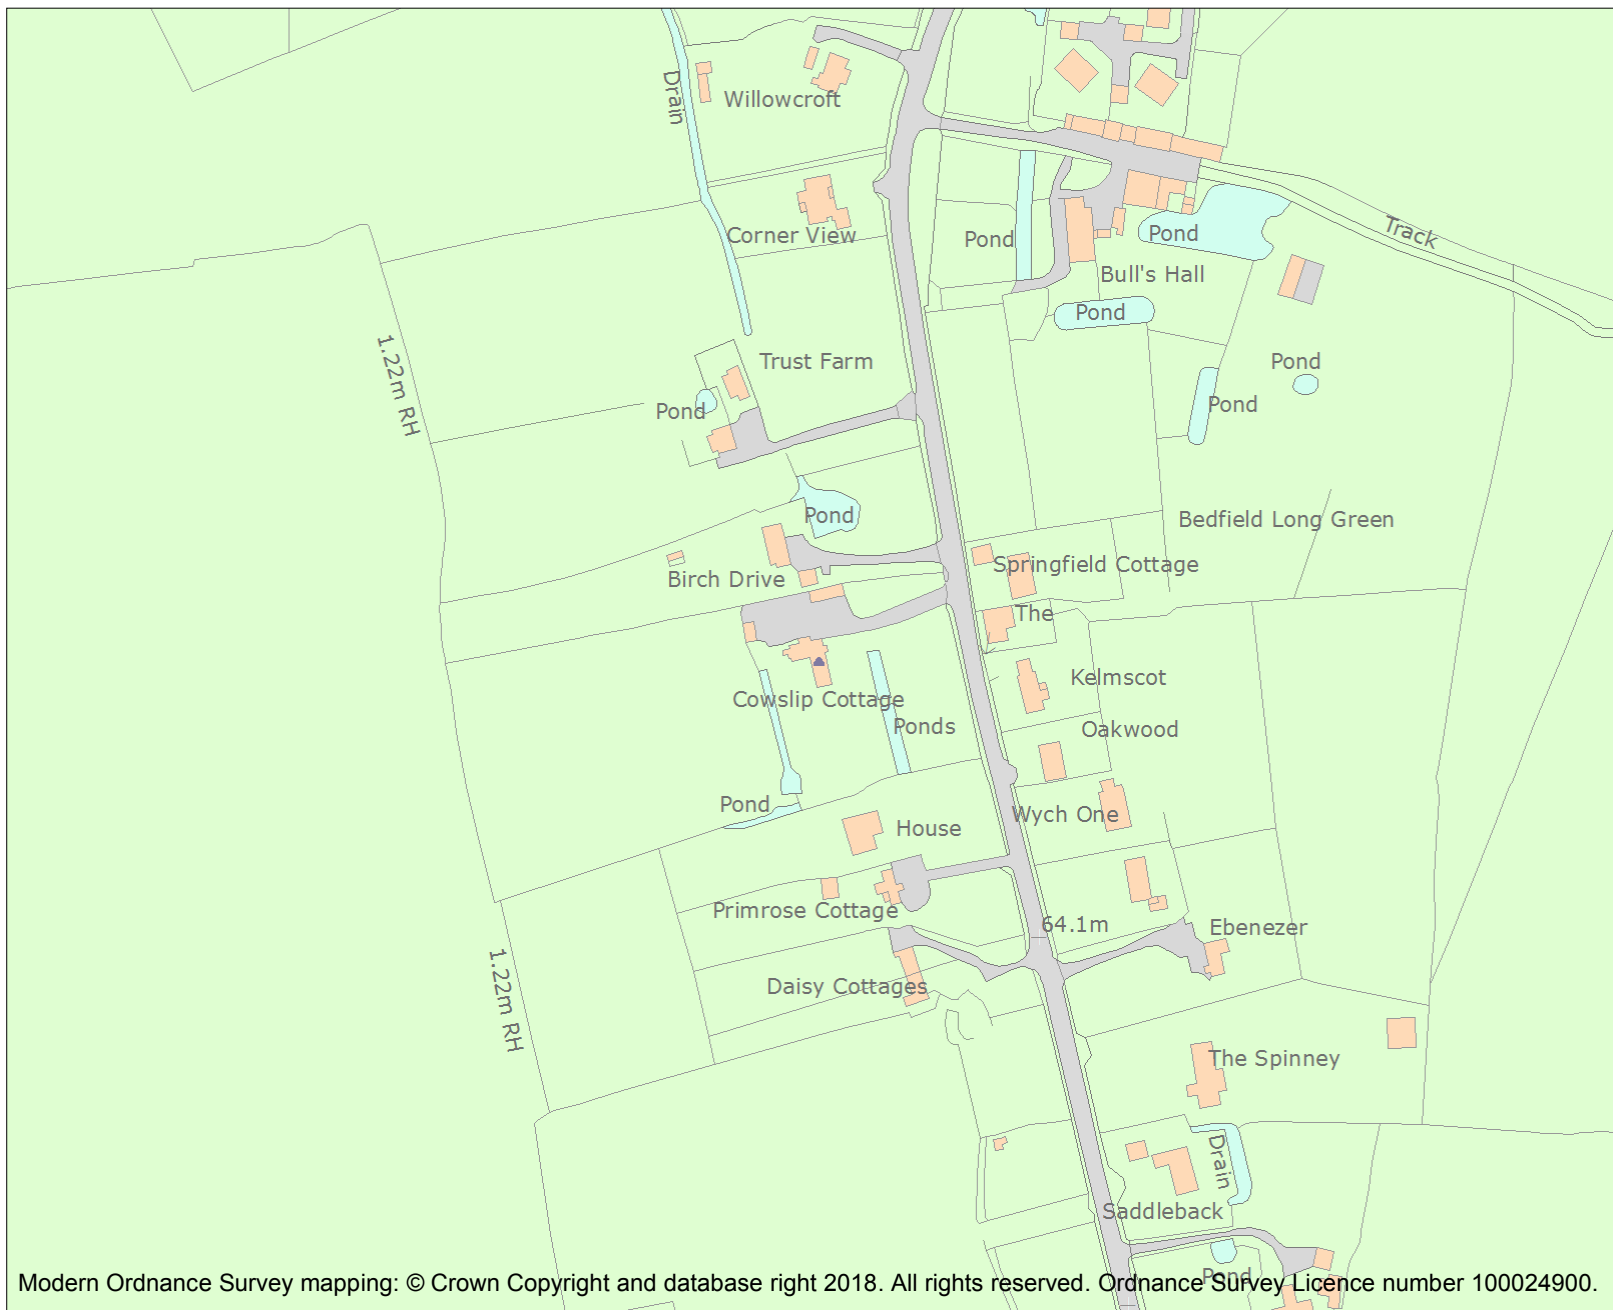 Drain
Willowcroft
Corner View
Pond
Pond
Track
Bull's Hall
Pond
1.22m RH
Trust Farm
Pond
Pond
Pond
Pond
Bedfield Long Green
Birch Drive
Springfield Cottage
The
Kelmscot
Cowslip Cottage
Ponds
Oakwood
Pond
House
Wych One
Primrose Cottage
64.1m
Ebenezer
1.22m RH
Daisy Cottages
The Spinney
Drain
Saddleback
Pond
Modern Ordnance Survey mapping: © Crown Copyright and database right 2018. All rights reserved. Ordnance Survey Licence number 100024900.